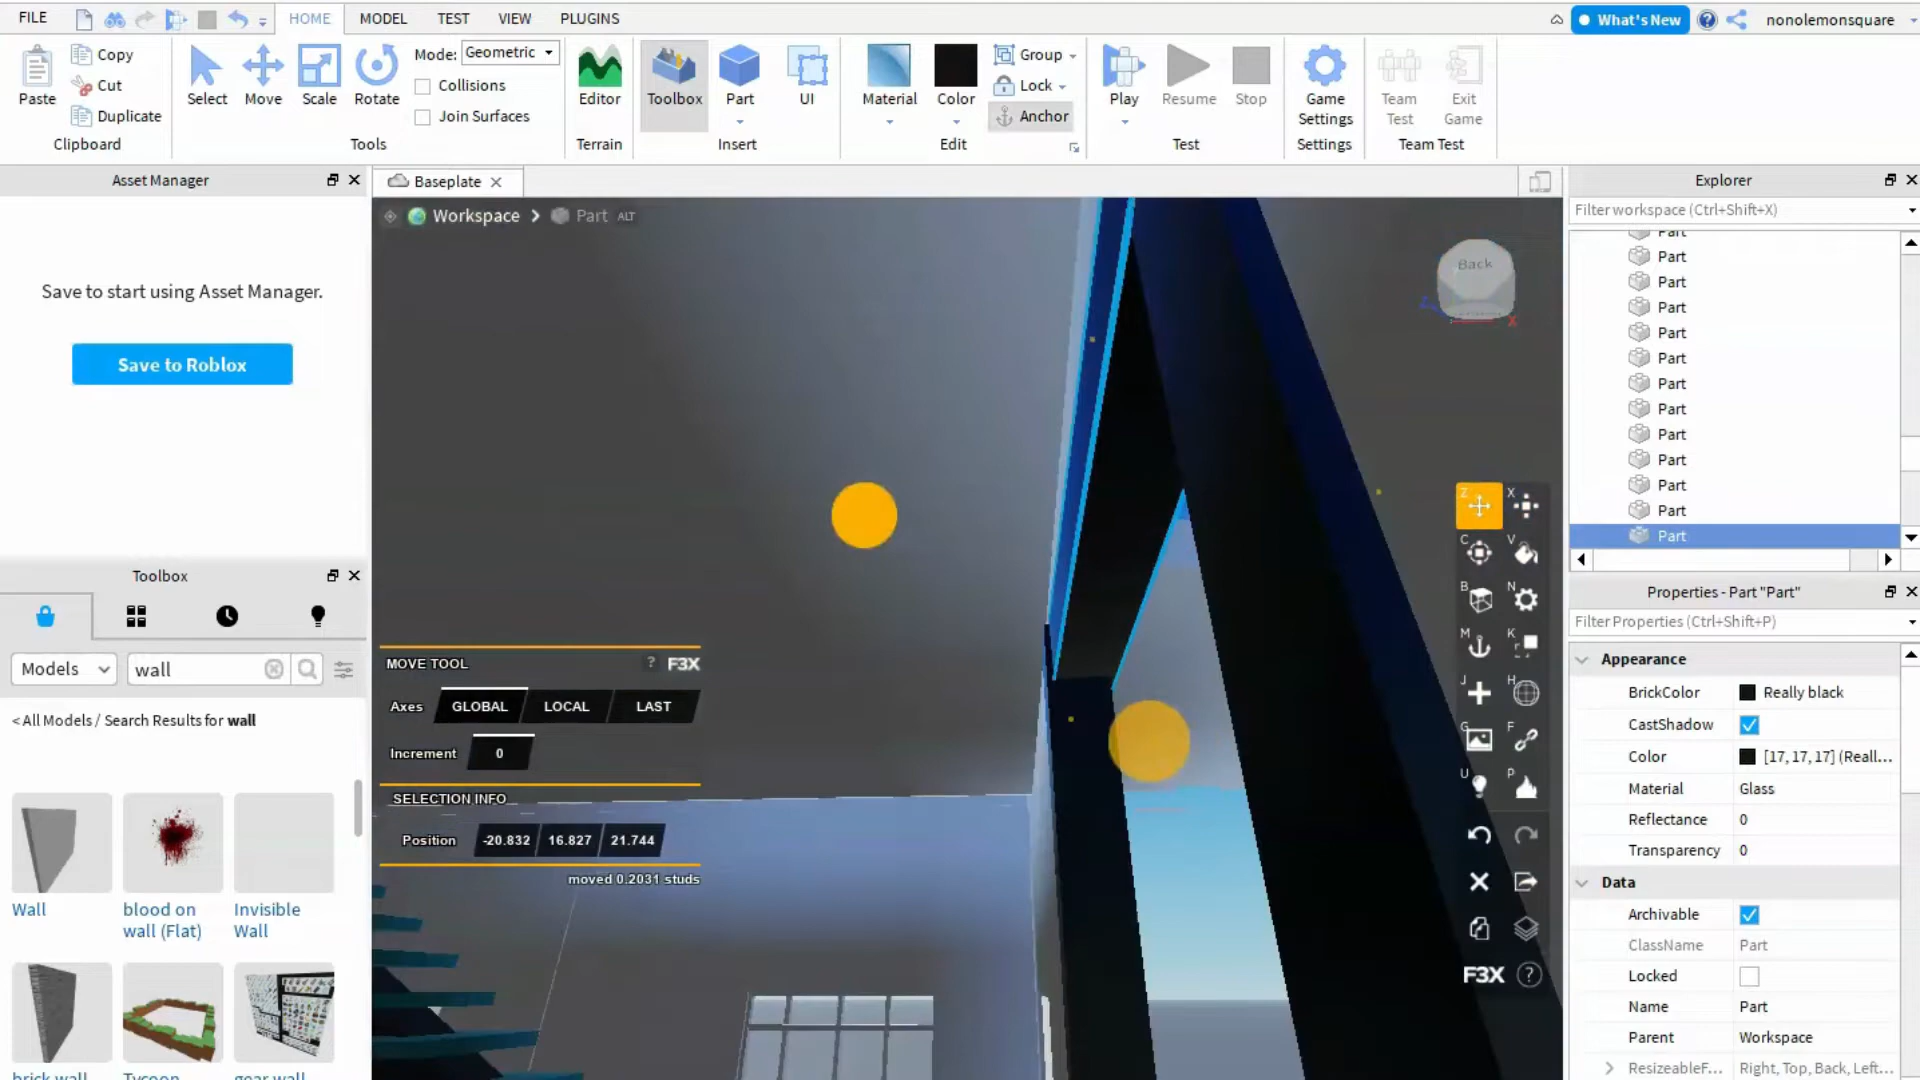 FILE
HOME
MODEL
TEST
VIEW
PLUGINS
What's New
nonolemonsquare
Paste
Copy
Cut
Duplicate
Clipboard
Select
Move
Scale
Rotate
Mode: Geometric
Collisions
Join Surfaces
Tools
Editor
Terrain
Toolbox
Part
UI
Insert
Material
Color
Group
Lock
Anchor
Edit
Play
Resume
Stop
Test
Game
Settings
Settings
Team
Test
Exit
Game
Team Test
Asset Manager
Save to start using Asset Manager.
Save to Roblox
Toolbox
Models
wall
< All Models / Search Results for wall
Wall
blood on
wall (Flat)
Invisible
Wall
brick wall
Tycoon
gear wall
Baseplate
Workspace > Part ALT
Back
Z
X
MOVE TOOL
? F3X
Axes GLOBAL LOCAL LAST
Increment 0
SELECTION INFO
Position -20.832 16.827 21.744
moved 0.2031 studs
Z X
C V
B N
M K
J H
G F
U P
F3X ?
Explorer
Filter workspace (Ctrl+Shift+X)
Part
Part
Part
Part
Part
Part
Part
Part
Part
Part
Part
Part
Part
Properties - Part "Part"
Filter Properties (Ctrl+Shift+P)
Appearance
BrickColor Really black
CastShadow
Color [17, 17, 17] (Reall...
Material Glass
Reflectance 0
Transparency 0
Data
Archivable
ClassName Part
Locked
Name Part
Parent Workspace
ResizeableF... Right, Top, Back, Left...